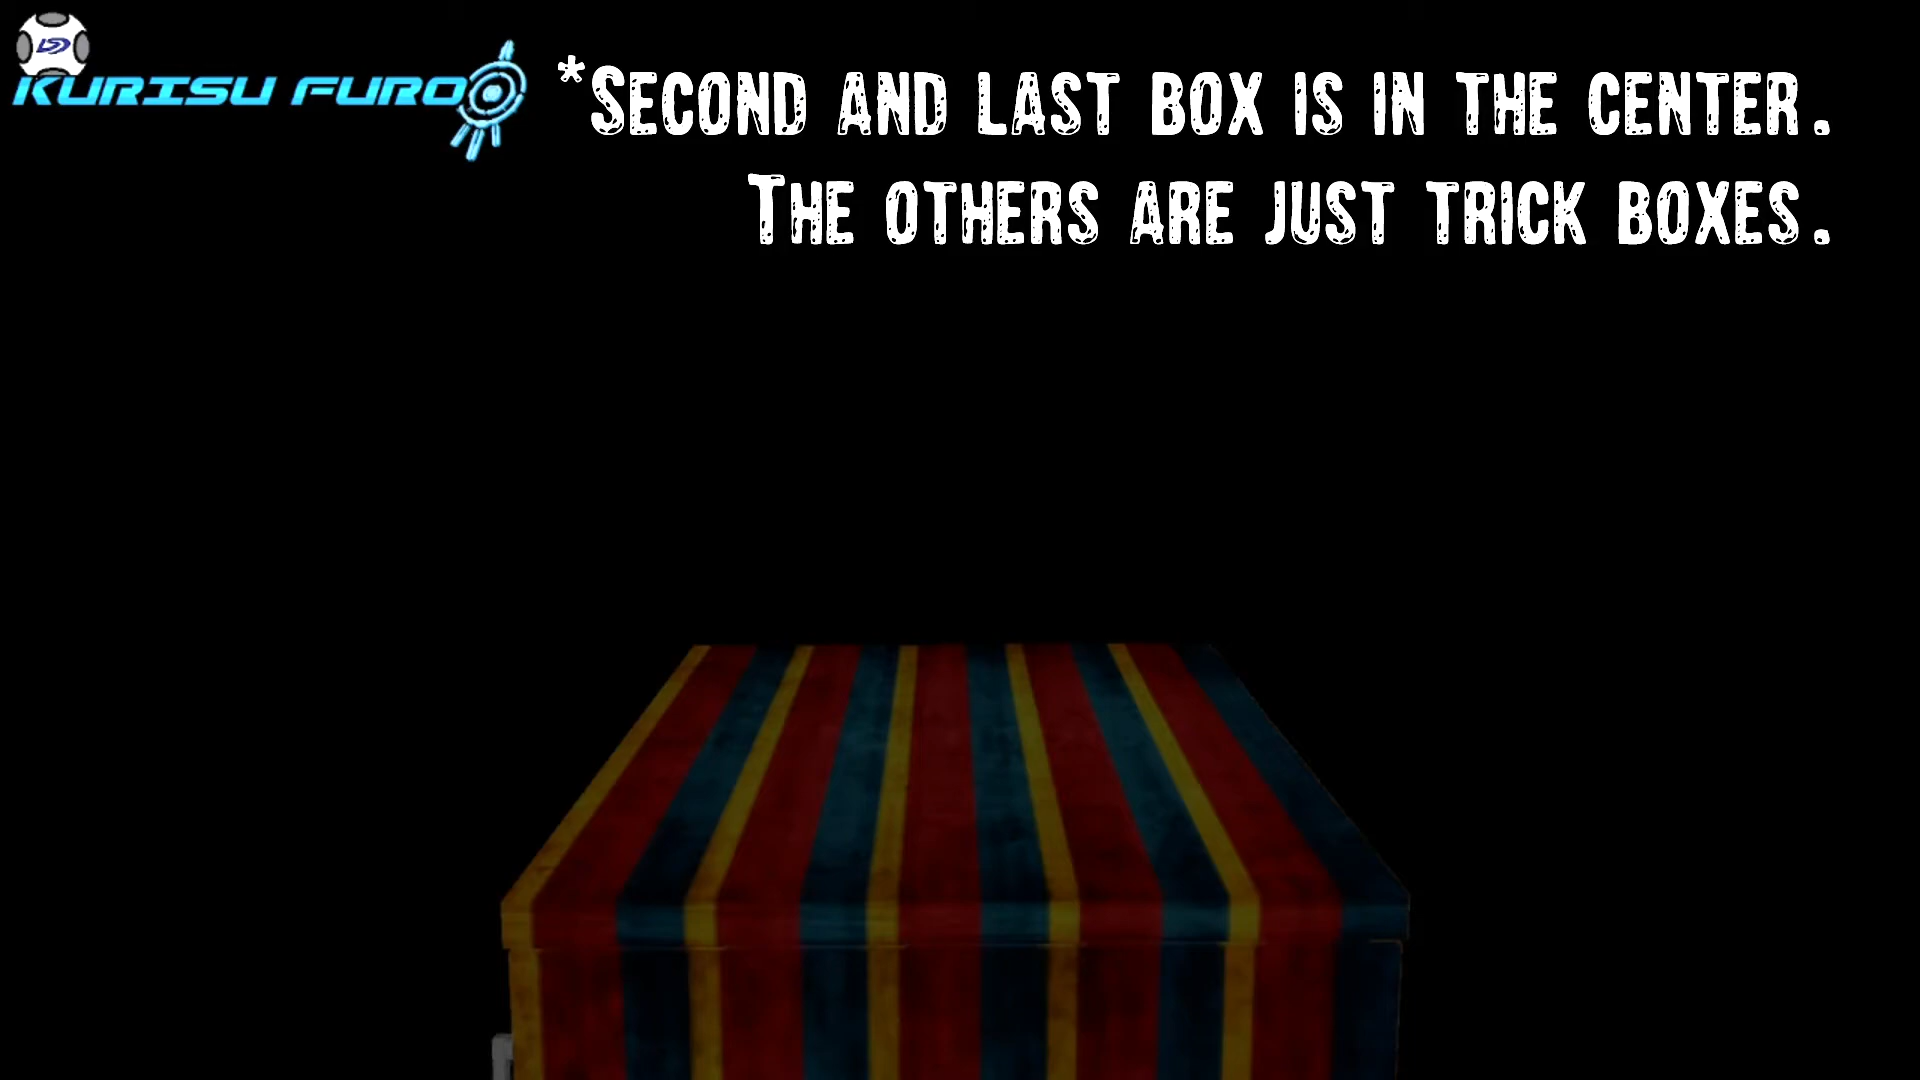 KURISU FURO
*SECOND AND LAST BOX IS IN THE CENTER.
THE OTHERS ARE JUST TRICK BOXES.